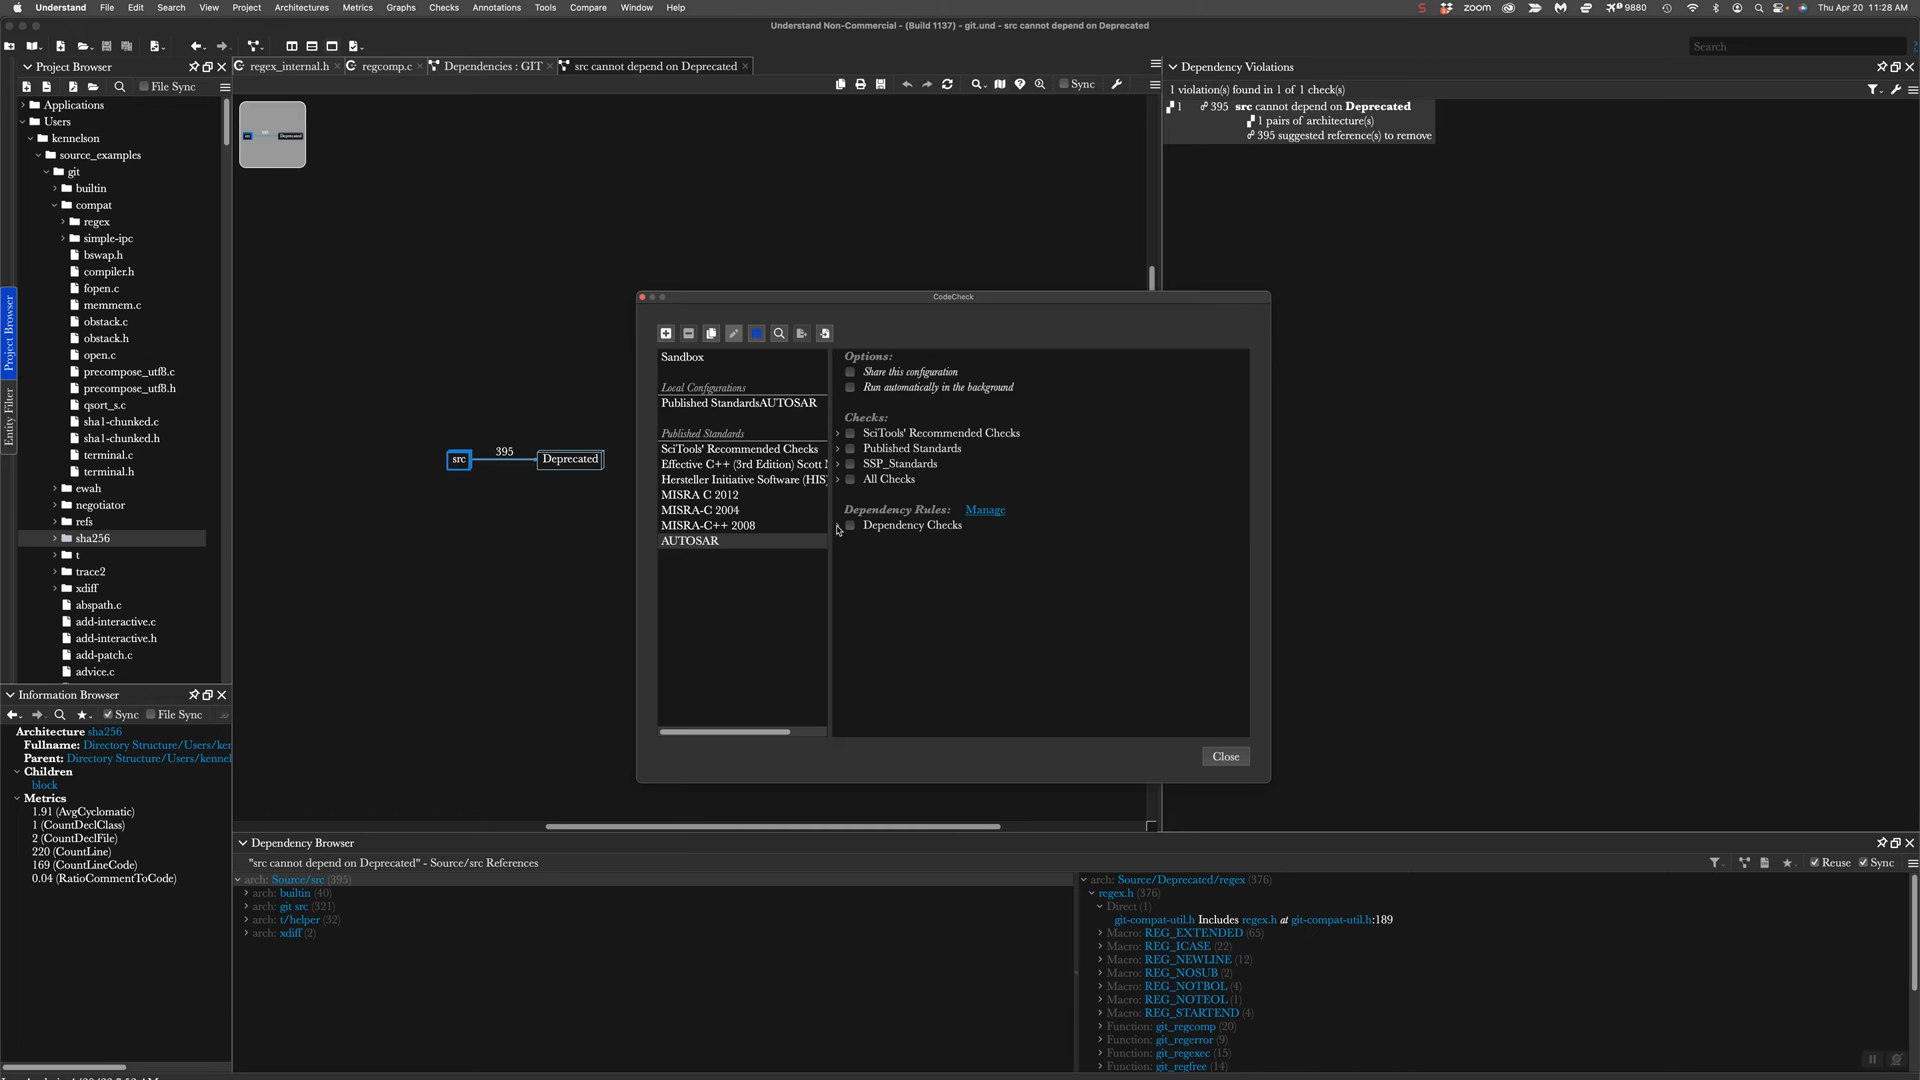 Understand File Edit Search View Project Architectures Metrics Graphs Checks Annotations Tools Compare Window Help
zoom 9880 Thu Apr 20 11:28 AM
Understand Non-Commercial - (Build 1137) - git.und - src cannot depend on Deprecated
Search
Project Browser
File Sync
Applications
Users
kennelson
source_examples
git
builtin
compat
regex
simple-ipc
bswap.h
compiler.h
fopen.c
memmem.c
obstack.c
obstack.h
open.c
precompose_utf8.c
precompose_utf8.h
qsort_s.c
sha1-chunked.c
sha1-chunked.h
terminal.c
terminal.h
ewah
negotiator
refs
sha256
t
trace2
xdiff
abspath.c
add-interactive.c
add-interactive.h
add-patch.c
advice.c
Project Browser
Entity Filter
Information Browser
Sync File Sync
Architecture sha256
Fullname: Directory Structure/Users/ker
Parent: Directory Structure/Users/kennel
Children
block
Metrics
1.91 (AvgCyclomatic)
1 (CountDeclClass)
2 (CountDeclFile)
220 (CountLine)
169 (CountLineCode)
0.04 (RatioCommentToCode)
regex_internal.h regcomp.c Dependencies : GIT src cannot depend on Deprecated
Sync
src 395 Deprecated
CodeCheck
Sandbox
Local Configurations
Published StandardsAUTOSAR
Published Standards
SciTools' Recommended Checks
Effective C++ (3rd Edition) Scott
Hersteller Initiative Software (HIS)
MISRA C 2012
MISRA-C 2004
MISRA-C++ 2008
AUTOSAR
Options:
Share this configuration
Run automatically in the background
Checks:
SciTools' Recommended Checks
Published Standards
SSP_Standards
All Checks
Dependency Rules: Manage
Dependency Checks
Close
Dependency Violations
1 violation(s) found in 1 of 1 check(s)
1 395 src cannot depend on Deprecated
1 pairs of architecture(s)
395 suggested reference(s) to remove
Dependency Browser
"src cannot depend on Deprecated" - Source/src References
Reuse Sync
arch: Source/src (395)
arch: builtin (40)
arch: git src (321)
arch: t/helper (32)
arch: xdiff (2)
arch: Source/Deprecated/regex (376)
regex.h (376)
Direct (1)
git-compat-util.h Includes regex.h at git-compat-util.h:189
Macro: REG_EXTENDED (65)
Macro: REG_ICASE (22)
Macro: REG_NEWLINE (12)
Macro: REG_NOSUB (2)
Macro: REG_NOTBOL (4)
Macro: REG_NOTEOL (1)
Macro: REG_STARTEND (4)
Function: git_regcomp (20)
Function: git_regerror (9)
Function: git_regexec (15)
Function: git_regfree (14)